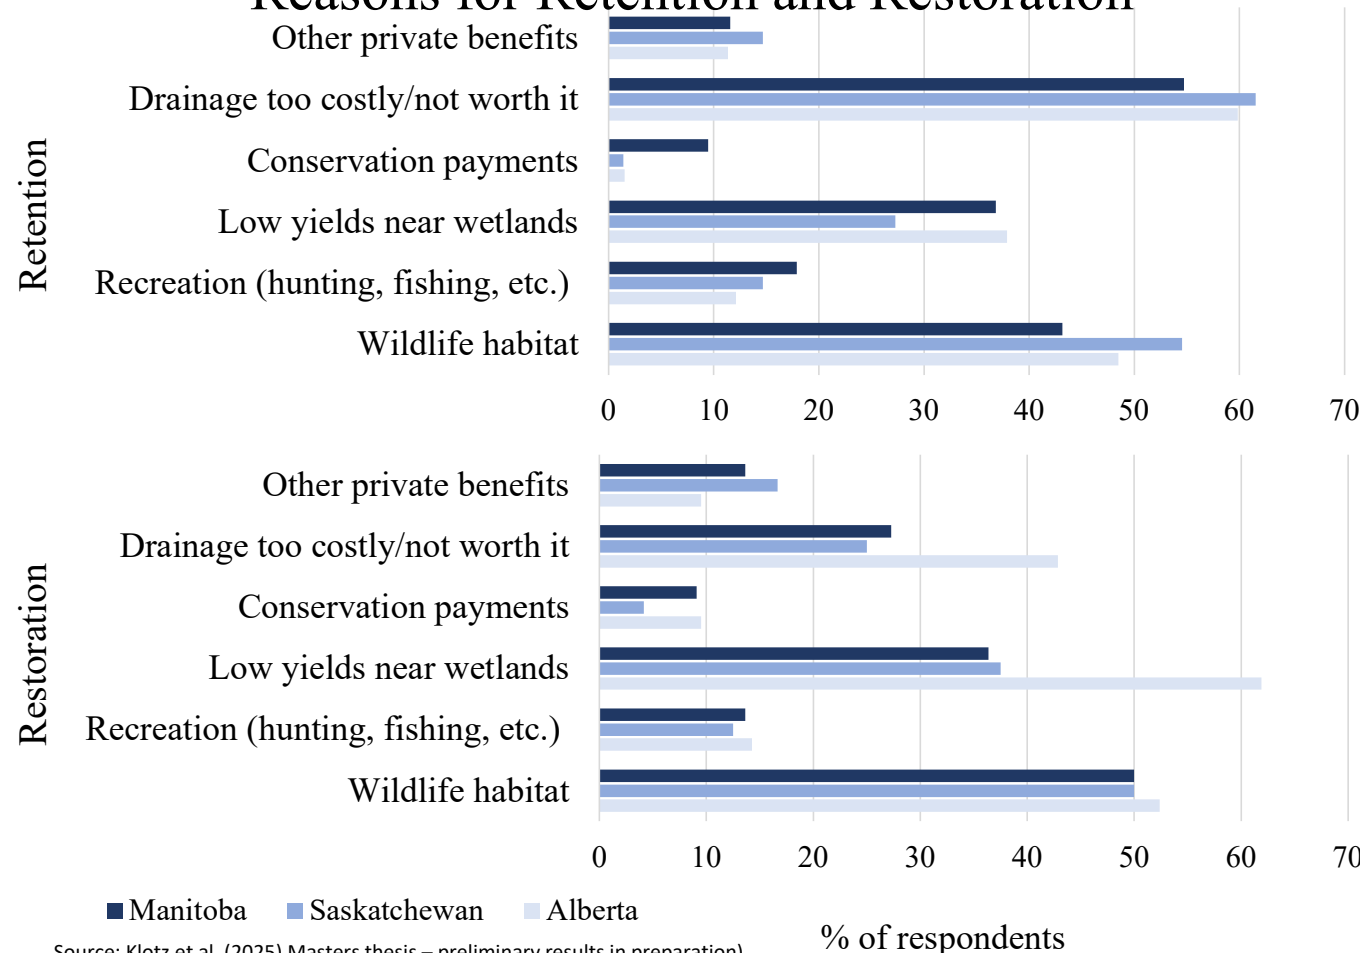 Reasons for Retention and Restoration
Retention
Other private benefits
Drainage too costly/not worth it
Conservation payments
Low yields near wetlands
Recreation (hunting, fishing, etc.)
Wildlife habitat
0 10 20 30 40 50 60 70
Restoration
Other private benefits
Drainage too costly/not worth it
Conservation payments
Low yields near wetlands
Recreation (hunting, fishing, etc.)
Wildlife habitat
0 10 20 30 40 50 60 70
Manitoba Saskatchewan Alberta
% of respondents
Source: Klotz et al. (2025) Masters thesis – preliminary results in preparation)